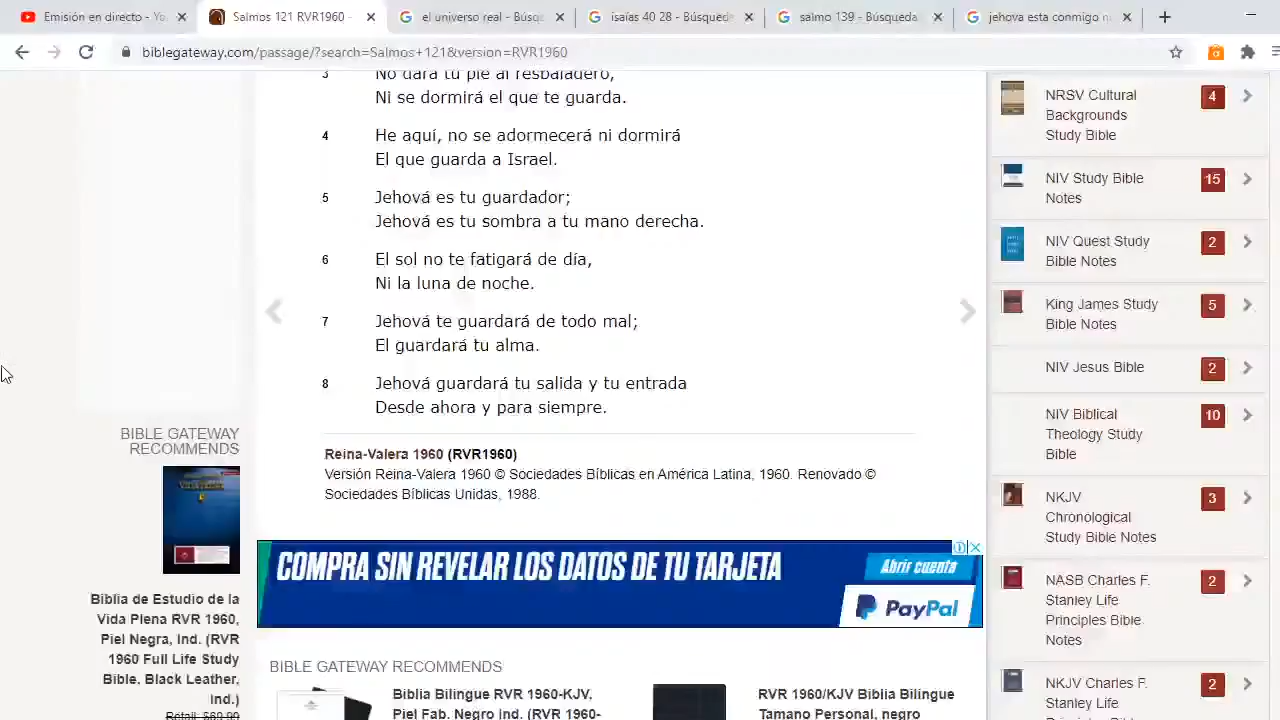 Emisión en directo - Yo
Salmos 121 RVR1960 -
el universo real - Búsqu
isaías 40 28 - Búsqueda
salmo 139 - Búsqueda
jehova esta conmigo
biblegateway.com/passage/?search=Salmos+121&version=RVR1960
3 No dará tu pie al resbaladero,
Ni se dormirá el que te guarda.
4 He aquí, no se adormecerá ni dormirá
El que guarda a Israel.
5 Jehová es tu guardador;
Jehová es tu sombra a tu mano derecha.
6 El sol no te fatigará de día,
Ni la luna de noche.
7 Jehová te guardará de todo mal;
El guardará tu alma.
8 Jehová guardará tu salida y tu entrada
Desde ahora y para siempre.
Reina-Valera 1960 (RVR1960)
Versión Reina-Valera 1960 © Sociedades Bíblicas en América Latina, 1960. Renovado ©
Sociedades Bíblicas Unidas, 1988.
COMPRA SIN REVELAR LOS DATOS DE TU TARJETA
Abrir cuenta
PayPal
BIBLE GATEWAY RECOMMENDS
Biblia Bilingue RVR 1960-KJV,
Piel Fab. Negro ind. (RVR 1960-
RVR 1960/KJV Bibjia Bilingue
Tamano Personal, negro
BIBLE GATEWAY
RECOMMENDS
Biblia de Estudio de la
Vida Plena RVR 1960,
Piel Negra, Ind. (RVR
1960 Full Life Study
Bible, Black Leather,
Ind.)
Retail: $69.99
NRSV Cultural
Backgrounds
Study Bible
4
NIV Study Bible
Notes
15
NIV Quest Study
Bible Notes
2
King James Study
Bible Notes
5
NIV Jesus Bible
2
NIV Biblical
Theology Study
Bible
10
NKJV
Chronological
Study Bible Notes
3
NASB Charles F.
Stanley Life
Principles Bible
Notes
2
NKJV Charles F.
Stanley Life
2